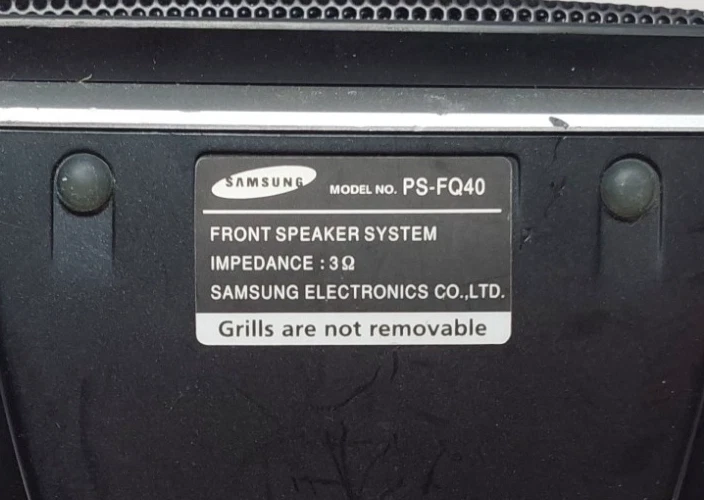 SAMSUNG MODEL NO. PS-FQ40
FRONT SPEAKER SYSTEM
IMPEDANCE : 3Ω
SAMSUNG ELECTRONICS CO.,LTD.
Grills are not removable